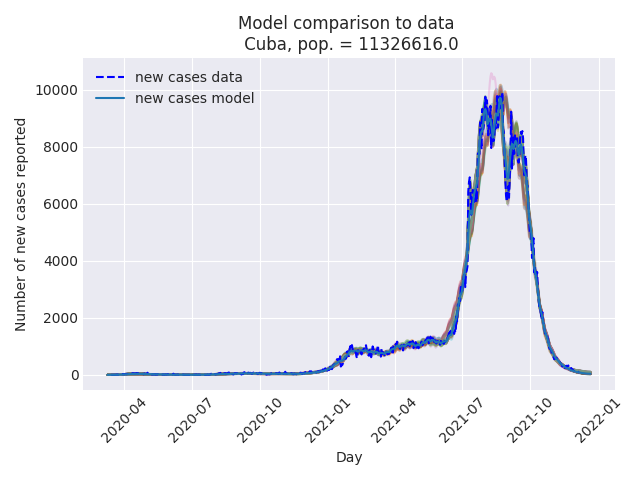 Model comparison to data
Cuba, pop. = 11326616.0
new cases data
new cases model
Number of new cases reported
10000
8000
6000
4000
2000
0
2020-04
2020-07
2020-10
2021-01
2021-04
2021-07
2021-10
2022-01
Day